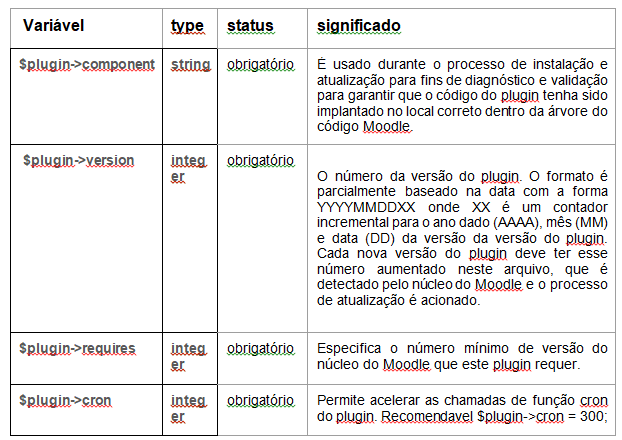 Variável type status significado
$plugin->component string obrigatório É usado durante o processo de instalação e
atualização para fins de diagnóstico e validação
para garantir que o código do plugin tenha sido
implantado no local correto dentro da árvore do
código Moodle.
$plugin->version integ
er obrigatório
O número da versão do plugin. O formato é
parcialmente baseado na data com a forma
YYYYMMDDXX onde XX é um contador
incremental para o ano dado (AAAA), mês (MM)
e data (DD) da versão da versão do plugin.
Cada nova versão do plugin deve ter esse
número aumentado neste arquivo, que é
detectado pelo núcleo do Moodle e o processo
de atualização é acionado.
$plugin->requires integ
er obrigatório Especifica o número mínimo de versão do
núcleo do Moodle que este plugin requer.
$plugin->cron integ
er obrigatório Permite acelerar as chamadas de função cron
do plugin. Recomendavel $plugin->cron = 300;